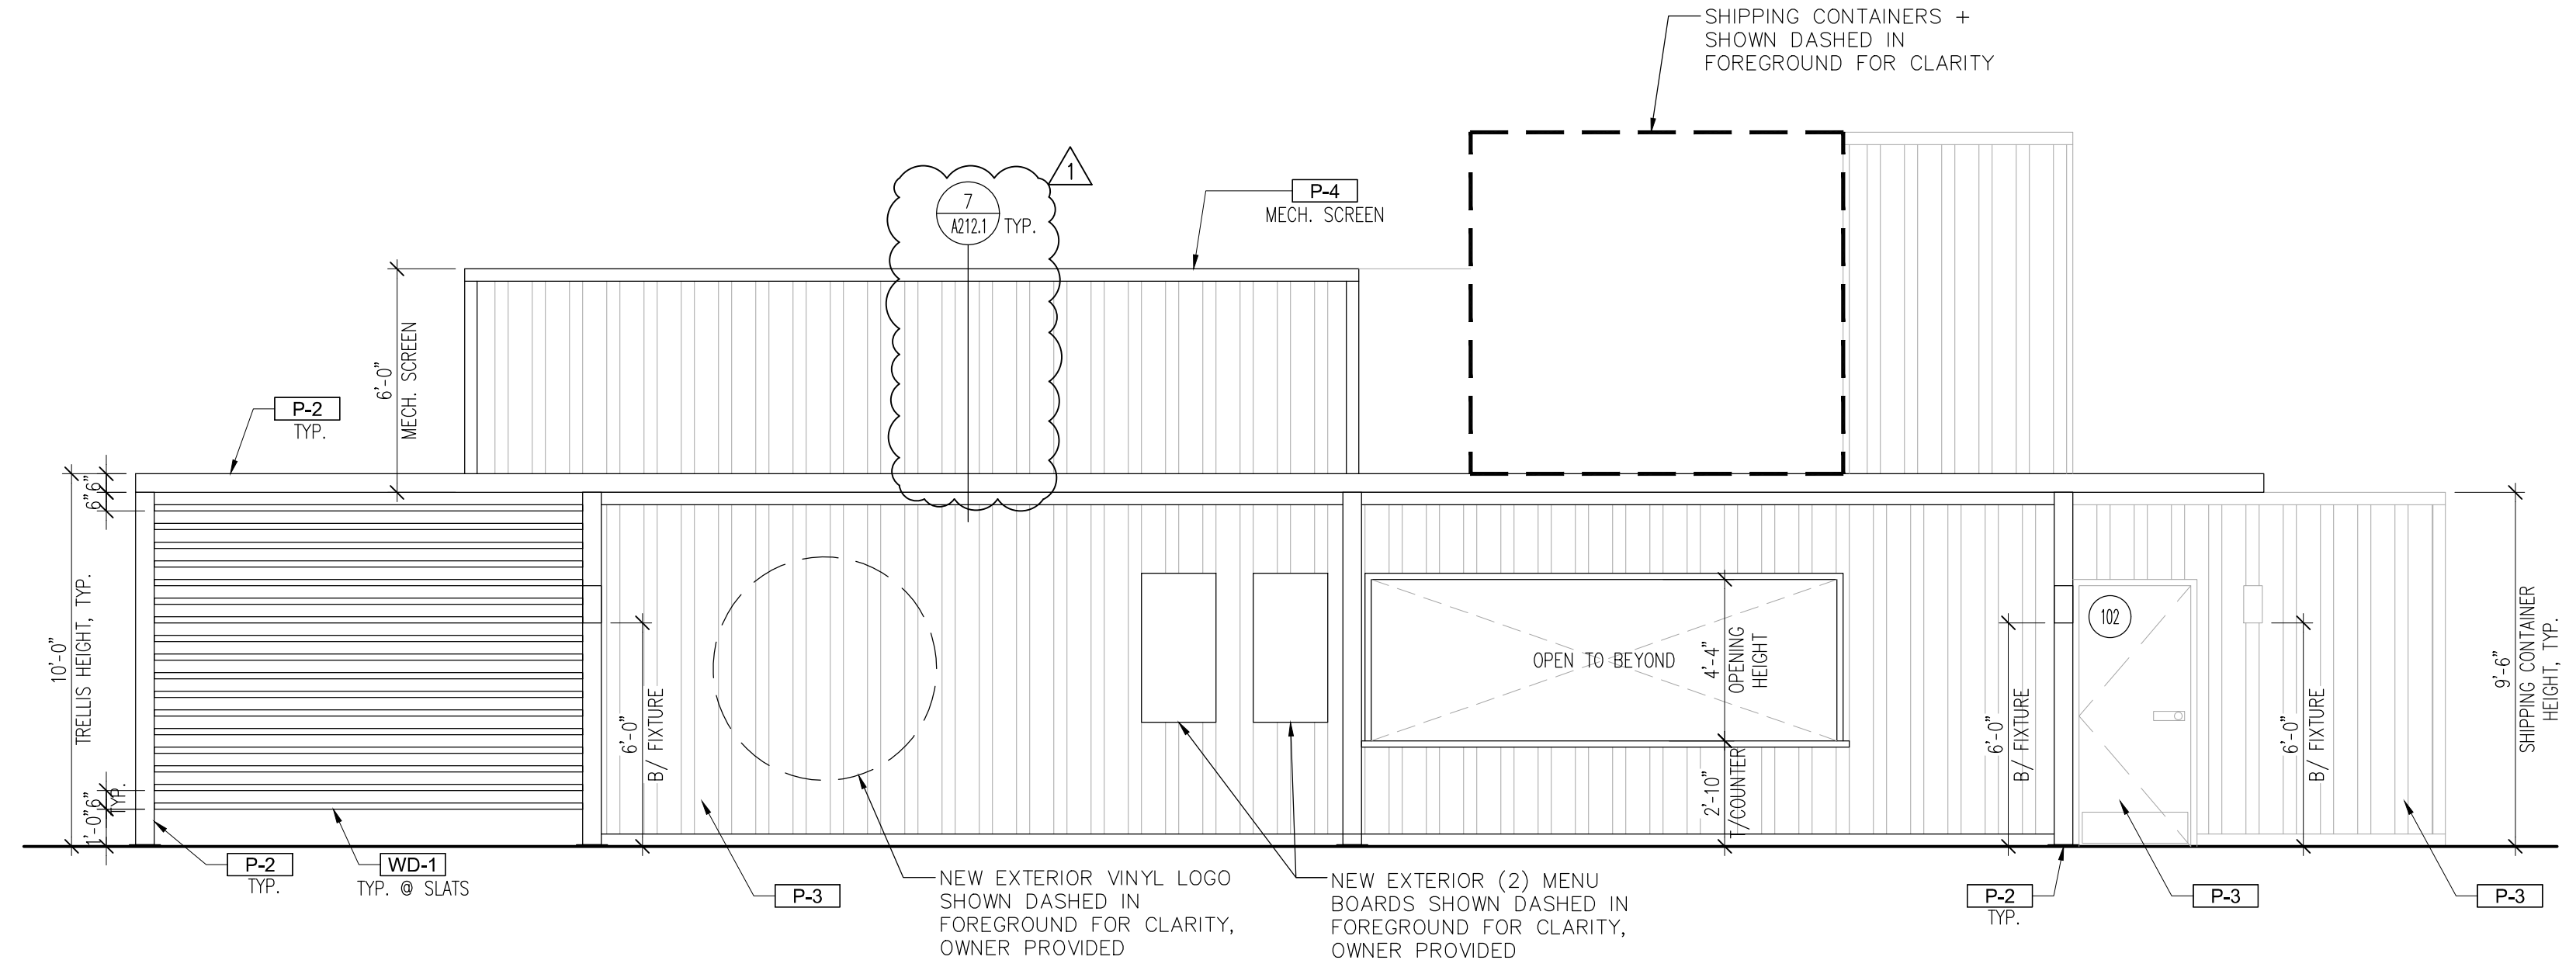 SHIPPING CONTAINERS +
SHOWN DASHED IN
FOREGROUND FOR CLARITY
1
7
A212.1 TYP.
P-4
MECH. SCREEN
6'-0"
MECH. SCREEN
P-2
TYP.
6"
6"
10'-0"
TRELLIS HEIGHT, TYP.
6"
TYP.
1'-0"
P-2
TYP.
WD-1
TYP. @ SLATS
6'-0"
B/ FIXTURE
P-3
NEW EXTERIOR VINYL LOGO
SHOWN DASHED IN
FOREGROUND FOR CLARITY,
OWNER PROVIDED
NEW EXTERIOR (2) MENU
BOARDS SHOWN DASHED IN
FOREGROUND FOR CLARITY,
OWNER PROVIDED
OPEN TO BEYOND
4'-4"
OPENING
HEIGHT
2'-10"
T/COUNTER
6'-0"
B/ FIXTURE
102
6'-0"
B/ FIXTURE
9'-6"
SHIPPING CONTAINER
HEIGHT, TYP.
P-2
TYP.
P-3
P-3